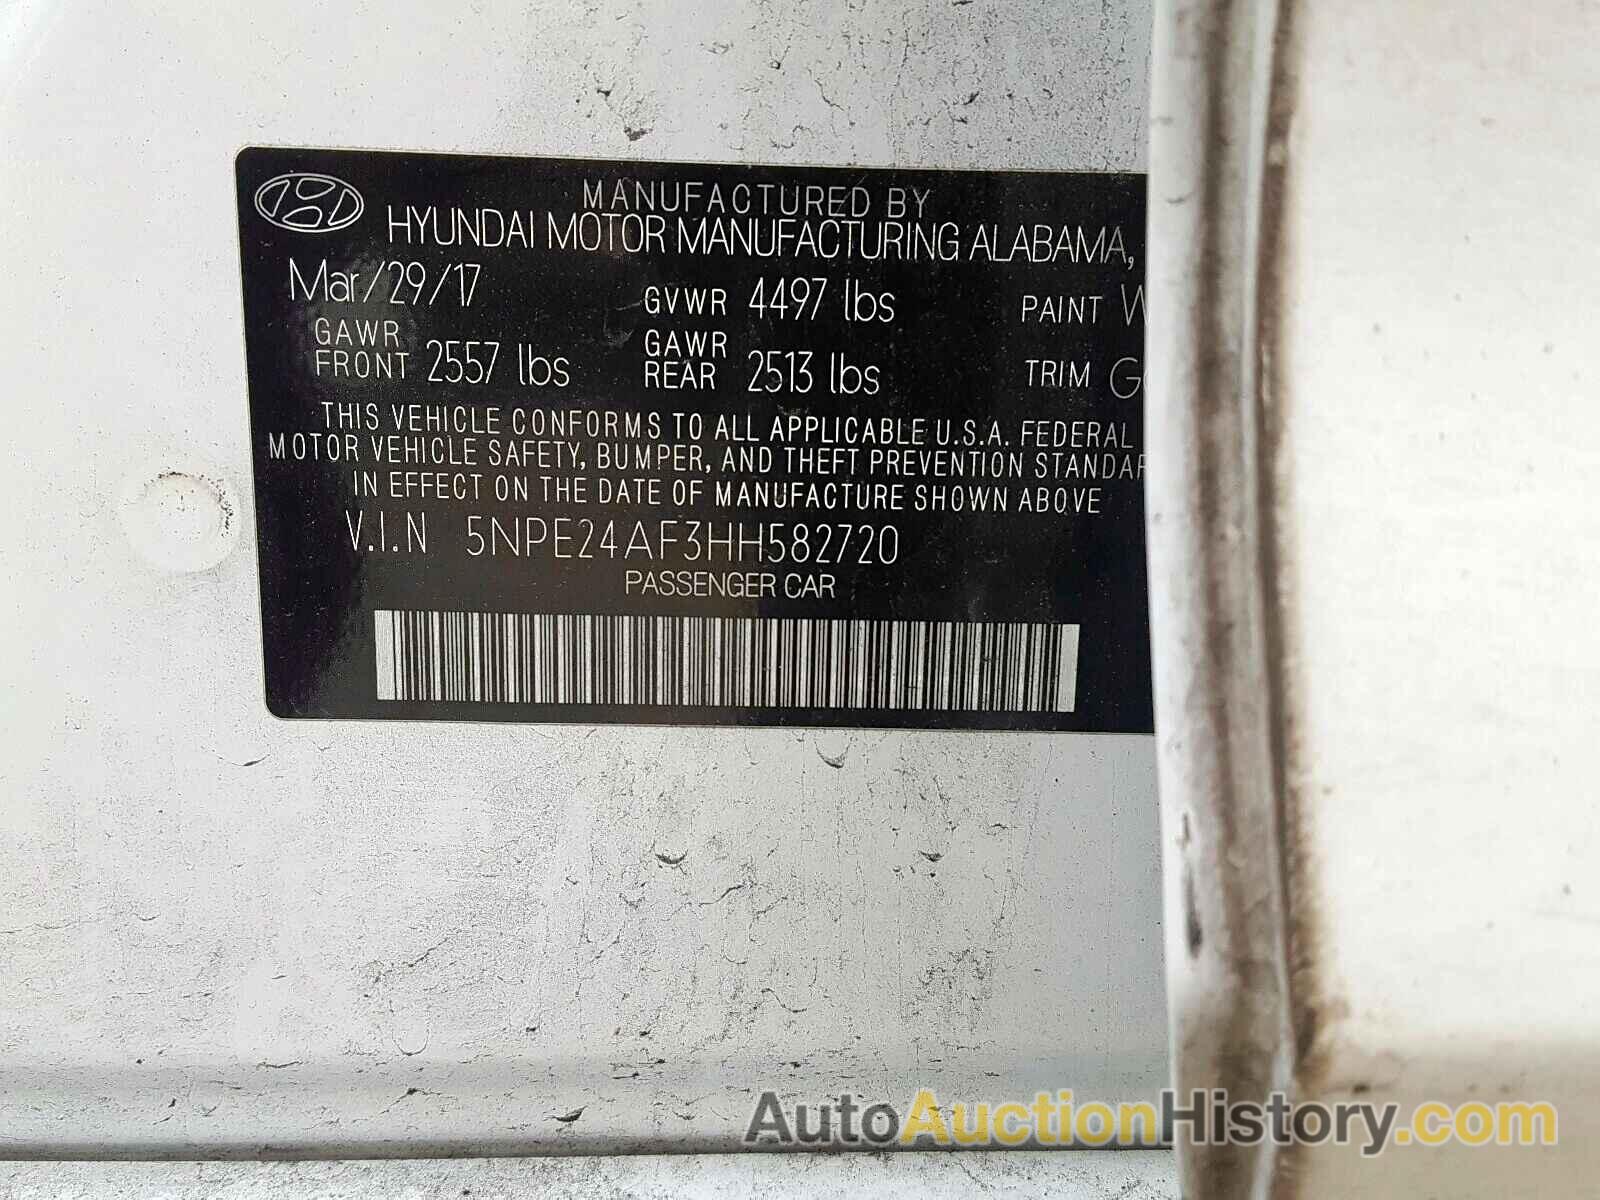 MANUFACTURED BY
HYUNDAI MOTOR MANUFACTURING ALABAMA,
Mar/29/17 GVWR 4497 lbs PAINT W
GAWR FRONT 2557 lbs GAWR REAR 2513 lbs TRIM
THIS VEHICLE CONFORMS TO ALL APPLICABLE U.S.A. FEDERAL
MOTOR VEHICLE SAFETY, BUMPER, AND THEFT PREVENTION STANDAR
IN EFFECT ON THE DATE OF MANUFACTURE SHOWN ABOVE
V.I.N 5NPE24AF3HH582720
PASSENGER CAR
AutoAuctionHistory.com